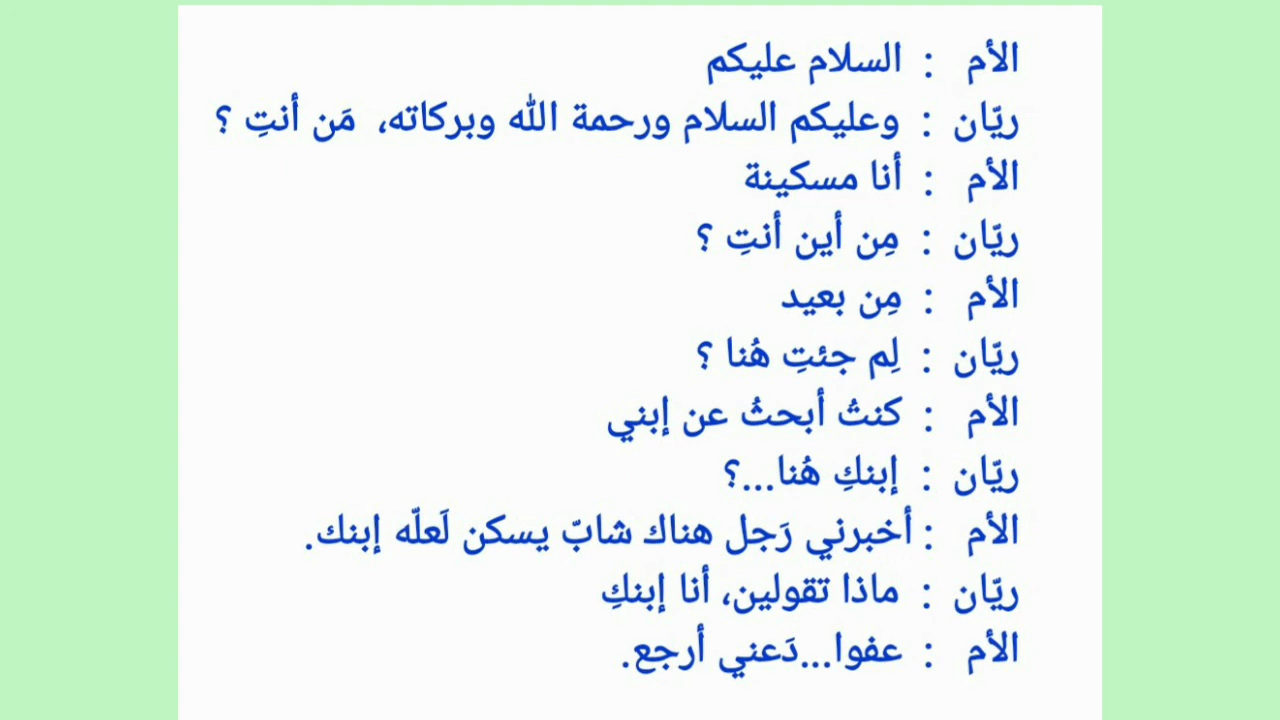 الأم : السلام عليكم
ريّان : وعليكم السلام ورحمة الله وبركاته، مَن أنتِ ؟
الأم : أنا مسكينة
ريّان : مِن أين أنتِ ؟
الأم : مِن بعيد
ريّان : لِم جئتِ هُنا ؟
الأم : كنتُ أبحثُ عن إبني
ريّان : إبنكِ هُنا...؟
الأم : أخبرني رَجل هناك شابّ يسكن لَعلّه إبنك.
ريّان : ماذا تقولين، أنا إبنكِ
الأم : عفوا...دَعني أرجع.